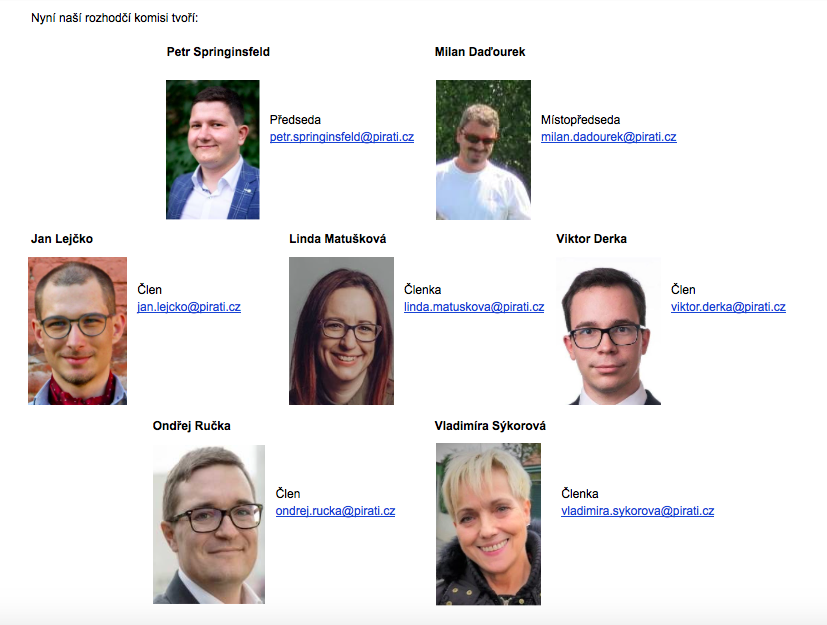 Nyní naší rozhodčí komisi tvoří:
Petr Springinsfeld
Předseda
petr.springinsfeld@pirati.cz
Milan Daďourek
Místopředseda
milan.dadourek@pirati.cz
Jan Lejčko
Člen
jan.lejcko@pirati.cz
Linda Matušková
Členka
linda.matuskova@pirati.cz
Viktor Derka
Člen
viktor.derka@pirati.cz
Ondřej Ručka
Člen
ondrej.rucka@pirati.cz
Vladimíra Sýkorová
Členka
vladimira.sykorova@pirati.cz